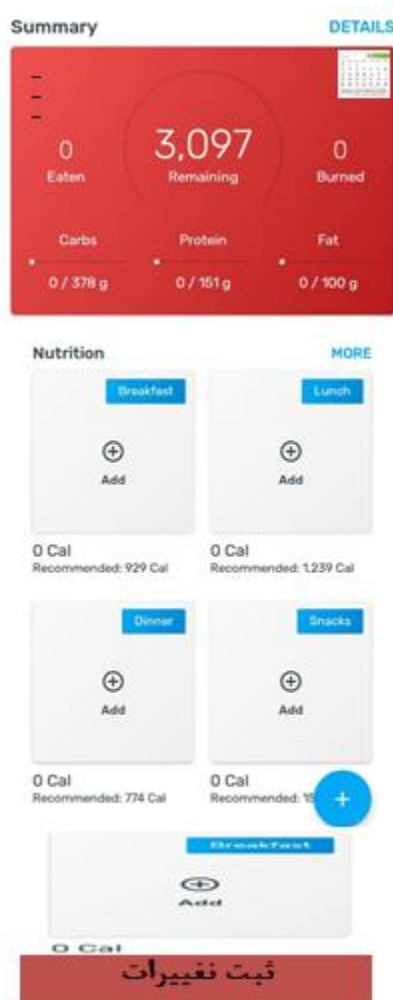 Summary DETAILS
0 3,097 0
Eaten Remaining Burned
Carbs Protein Fat
0 / 378 g 0 / 151 g 0 / 100 g
Nutrition MORE
Breakfast Lunch
Add Add
0 Cal 0 Cal
Recommended: 929 Cal Recommended: 1,239 Cal
Dinner Snacks
Add Add
0 Cal 0 Cal
Recommended: 774 Cal Recommended:
Breakfast
Add
0 Cal
ثبت تغییرات